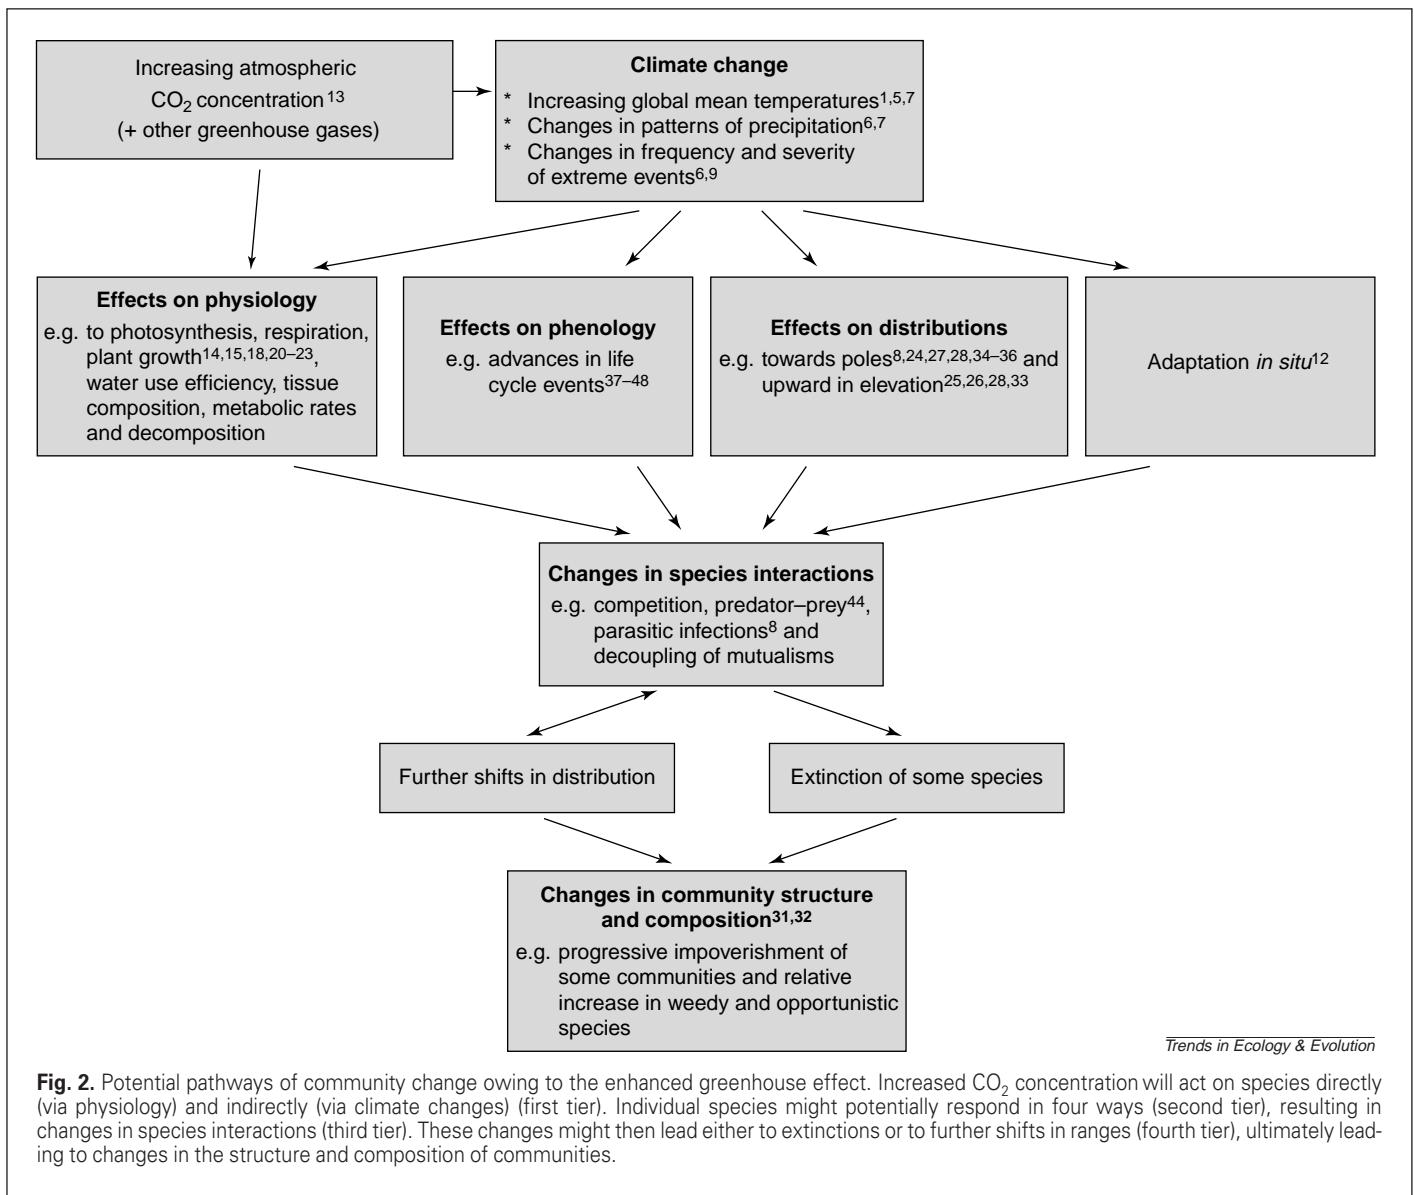 Increasing atmospheric
CO₂ concentration¹³
(+ other greenhouse gases)
Climate change
* Increasing global mean temperatures¹,⁵,⁷
* Changes in patterns of precipitation⁶,⁷
* Changes in frequency and severity
of extreme events⁶,⁹
Effects on physiology
e.g. to photosynthesis, respiration,
plant growth¹⁴,¹⁵,¹⁸,²⁰–²³,
water use efficiency, tissue
composition, metabolic rates
and decomposition
Effects on phenology
e.g. advances in life
cycle events³⁷–⁴⁸
Effects on distributions
e.g. towards poles⁸,²⁴,²⁷,²⁸,³⁴–³⁶ and
upward in elevation²⁵,²⁶,²⁸,³³
Adaptation in situ¹²
Changes in species interactions
e.g. competition, predator–prey⁴⁴,
parasitic infections⁸ and
decoupling of mutualisms
Further shifts in distribution
Extinction of some species
Changes in community structure
and composition³¹,³²
e.g. progressive impoverishment of
some communities and relative
increase in weedy and opportunistic
species
Trends in Ecology & Evolution
Fig. 2. Potential pathways of community change owing to the enhanced greenhouse effect. Increased CO₂ concentration will act on species directly
(via physiology) and indirectly (via climate changes) (first tier). Individual species might potentially respond in four ways (second tier), resulting in
changes in species interactions (third tier). These changes might then lead either to extinctions or to further shifts in ranges (fourth tier), ultimately lead-
ing to changes in the structure and composition of communities.